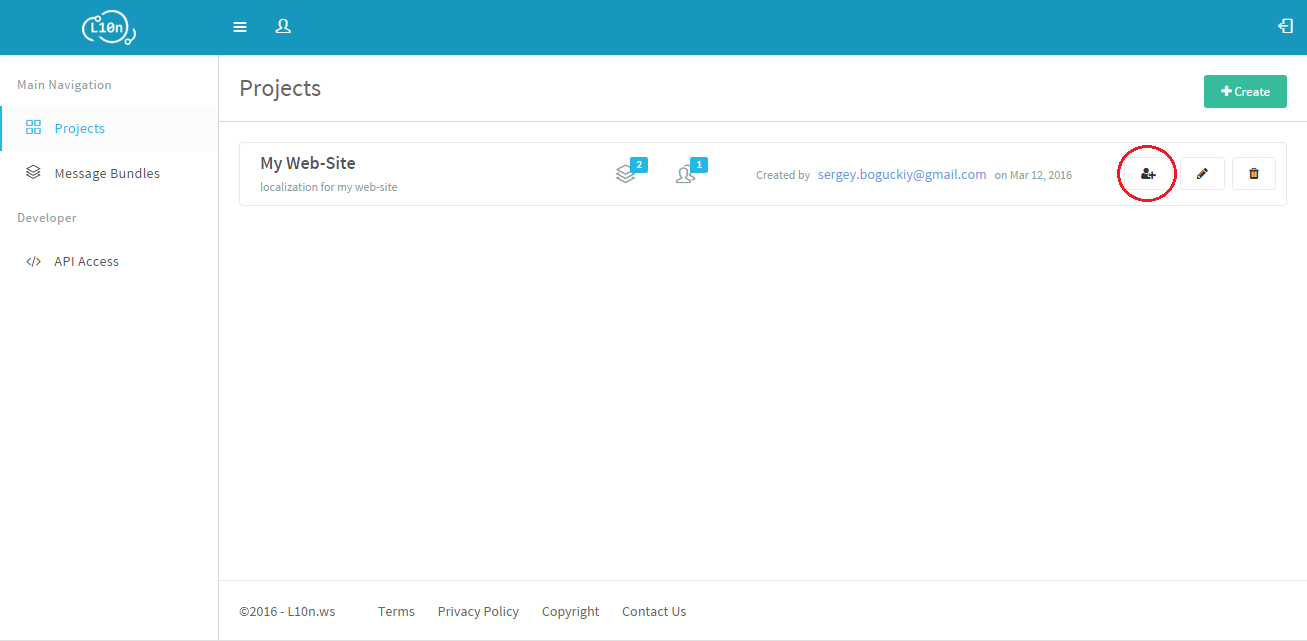 L10n
Main Navigation
Projects
Message Bundles
Developer
API Access
Projects
Create
My Web-Site
localization for my web-site
2
1
Created by sergey.boguckiy@gmail.com on Mar 12, 2016
©2016 - L10n.ws Terms Privacy Policy Copyright Contact Us